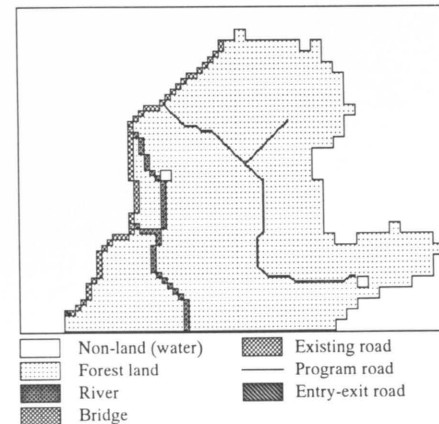 Non-land (water)
Forest land
River
Bridge
Existing road
Program road
Entry-exit road